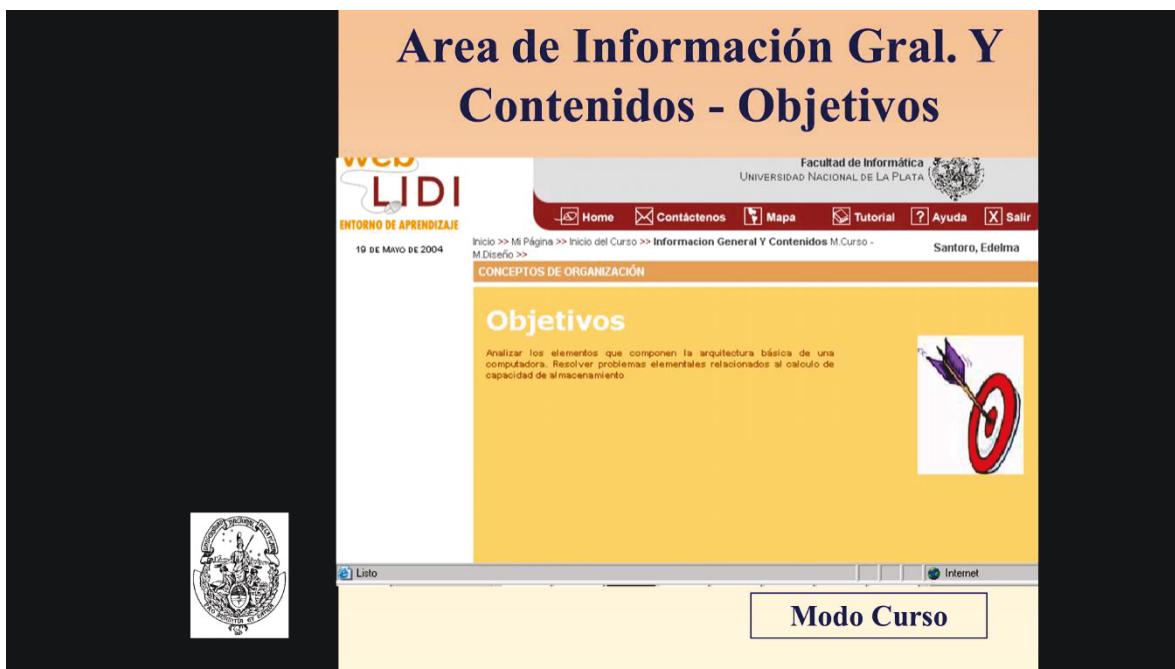 Area de Información Gral. Y
Contenidos - Objetivos
web
LIDI
ENTORNO DE APRENDIZAJE
Facultad de Informática
UNIVERSIDAD NACIONAL DE LA PLATA
Home Contáctenos Mapa Tutorial ? Ayuda X Salir
19 DE MAYO DE 2004
Inicio >> Mi Página >> Inicio del Curso >> Informacion General Y Contenidos M.Curso -
M.Diseño >>
Santoro, Edelma
CONCEPTOS DE ORGANIZACIÓN
Objetivos
Analizar los elementos que componen la arquitectura básica de una
computadora. Resolver problemas elementales relacionados al calculo de
capacidad de almacenamiento
Listo
Internet
Modo Curso